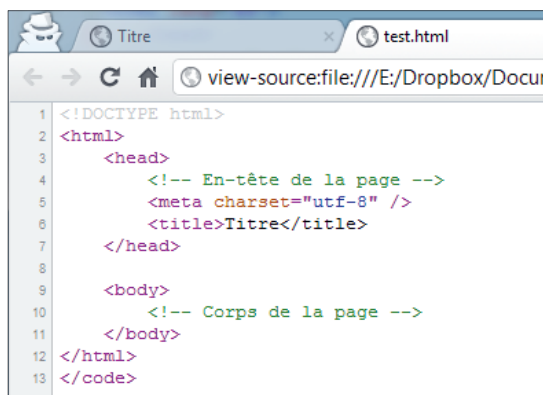 Titre
test.html
view-source:file:///E:/Dropbox/Docu
1 <!DOCTYPE html>
2 <html>
3     <head>
4         <!-- En-tête de la page -->
5         <meta charset="utf-8" />
6         <title>Titre</title>
7     </head>
8
9     <body>
10         <!-- Corps de la page -->
11     </body>
12 </html>
13 </code>